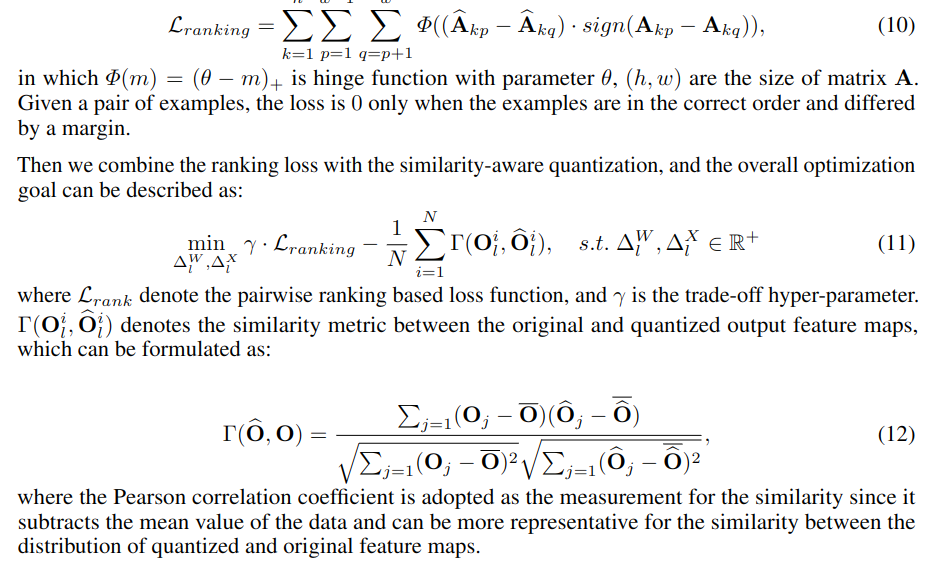 $\mathcal{L}_{ranking} = \sum_{k=1}^{h} \sum_{p=1}^{w-1} \sum_{q=p+1}^{w} \Phi((\widehat{\mathbf{A}}_{kp} - \widehat{\mathbf{A}}_{kq}) \cdot sign(\mathbf{A}_{kp} - \mathbf{A}_{kq})),$ (10)
in which $\Phi(m) = (\theta - m)_+$ is hinge function with parameter $\theta$, $(h, w)$ are the size of matrix $\mathbf{A}$.
Given a pair of examples, the loss is 0 only when the examples are in the correct order and differed
by a margin.
Then we combine the ranking loss with the similarity-aware quantization, and the overall optimization
goal can be described as:
$\min_{\Delta_l^W, \Delta_l^X} \gamma \cdot \mathcal{L}_{ranking} - \frac{1}{N} \sum_{i=1}^{N} \Gamma(\mathbf{O}_l^i, \widehat{\mathbf{O}}_l^i), \quad s.t. \ \Delta_l^W, \Delta_l^X \in \mathbb{R}^+$ (11)
where $\mathcal{L}_{rank}$ denote the pairwise ranking based loss function, and $\gamma$ is the trade-off hyper-parameter.
$\Gamma(\mathbf{O}_l^i, \widehat{\mathbf{O}}_l^i)$ denotes the similarity metric between the original and quantized output feature maps,
which can be formulated as:
$\Gamma(\widehat{\mathbf{O}}, \mathbf{O}) = \frac{\sum_{j=1} (\mathbf{O}_j - \overline{\mathbf{O}})(\widehat{\mathbf{O}}_j - \overline{\widehat{\mathbf{O}}})}{\sqrt{\sum_{j=1} (\mathbf{O}_j - \overline{\mathbf{O}})^2} \sqrt{\sum_{j=1} (\widehat{\mathbf{O}}_j - \overline{\widehat{\mathbf{O}}})^2}},$ (12)
where the Pearson correlation coefficient is adopted as the measurement for the similarity since it
subtracts the mean value of the data and can be more representative for the similarity between the
distribution of quantized and original feature maps.